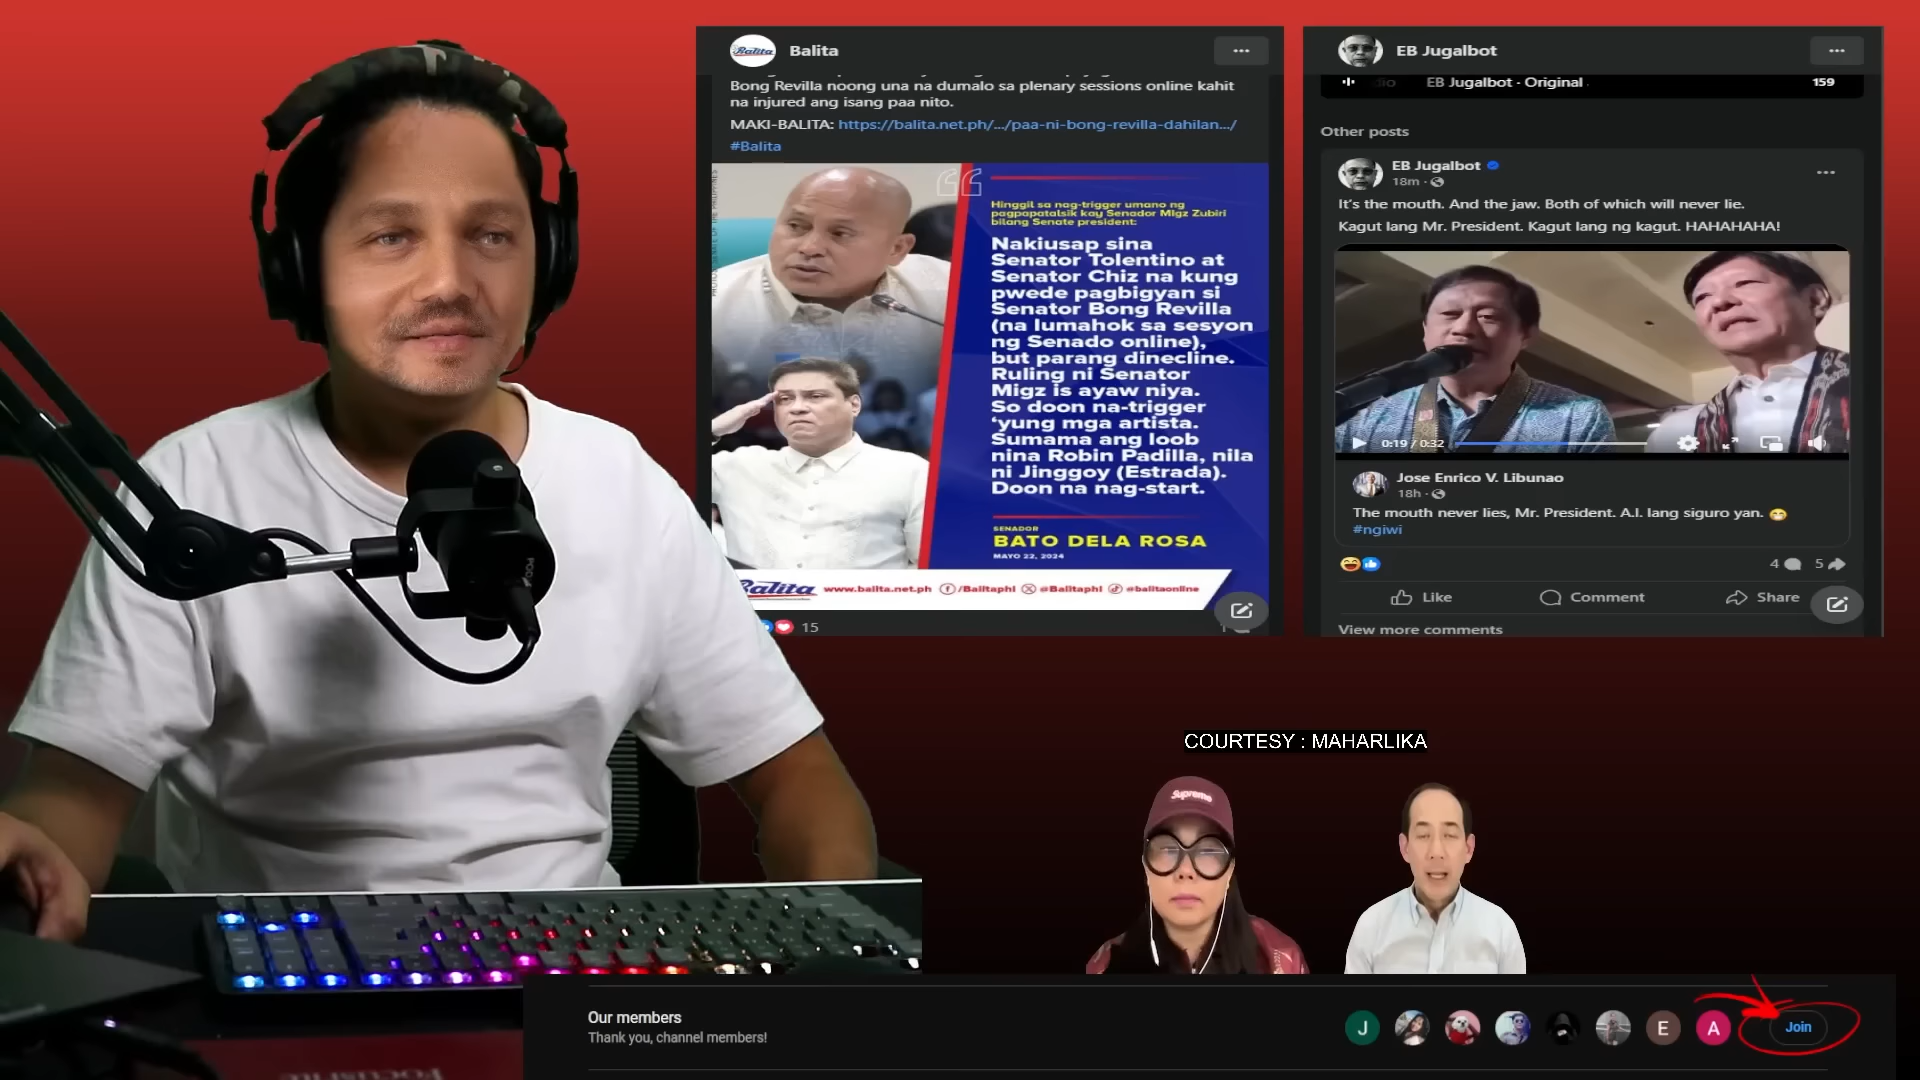 Balita
Balita
Bong Revilla noong una na dumalo sa plenary sessions online kahit
na injured ang isang paa nito.
MAKI-BALITA: https://balita.net.ph/.../paa-ni-bong-revilla-dahilan.../
#Balita
Hinggil sa nag-trigger umano ng
pagpapatalsik kay Senador Migz Zubiri
bilang Senate president:
Nakiusap sina
Senator Tolentino at
Senator Chiz na kung
pwede pagbigyan si
Senator Bong Revilla
(na lumahok sa sesyon
ng Senado online),
but parang dinecline.
Ruling ni Senator
Migz is ayaw niya.
So doon na-trigger
'yung mga artista.
Sumama ang loob
nina Robin Padilla, nila
ni Jinggoy (Estrada).
Doon na nag-start.
SENADOR
BATO DELA ROSA
MAYO 22, 2024
Balita www.balita.net.ph /Balitaphl @Balitaphl @balitaonline
15
EB Jugalbot
EB Jugalbot · Original 159
Other posts
EB Jugalbot
18m
It's the mouth. And the jaw. Both of which will never lie.
Kagut lang Mr. President. Kagut lang ng kagut. HAHAHAHA!
0:19 / 0:32
Jose Enrico V. Libunao
18h
The mouth never lies, Mr. President. A.I. lang siguro yan. 😁
#ngiwi
4 5
Like Comment Share
View more comments
COURTESY : MAHARLIKA
Supreme
Our members
Thank you, channel members!
J E A Join